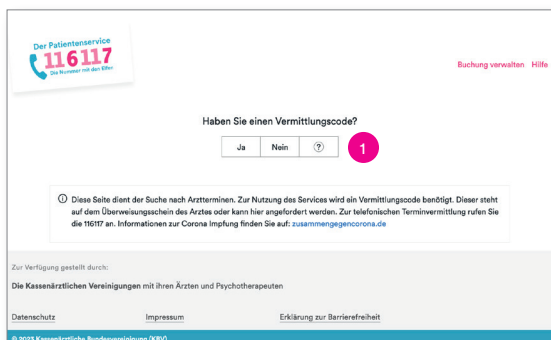 Der Patientenservice
116117
Die Nummer mit den Elfen
Buchung verwalten Hilfe
Haben Sie einen Vermittlungscode?
Ja Nein ? 1
Diese Seite dient der Suche nach Arztterminen. Zur Nutzung des Services wird ein Vermittlungscode benötigt. Dieser steht
auf dem Überweisungsschein des Arztes oder kann hier angefordert werden. Zur telefonischen Terminvermittlung rufen Sie
die 116117 an. Informationen zur Corona Impfung finden Sie auf: zusammengegencorona.de
Zur Verfügung gestellt durch:
Die Kassenärztlichen Vereinigungen mit ihren Ärzten und Psychotherapeuten
Datenschutz Impressum Erklärung zur Barrierefreiheit
© 2023 Kassenärztliche Bundesvereinigung (KBV)